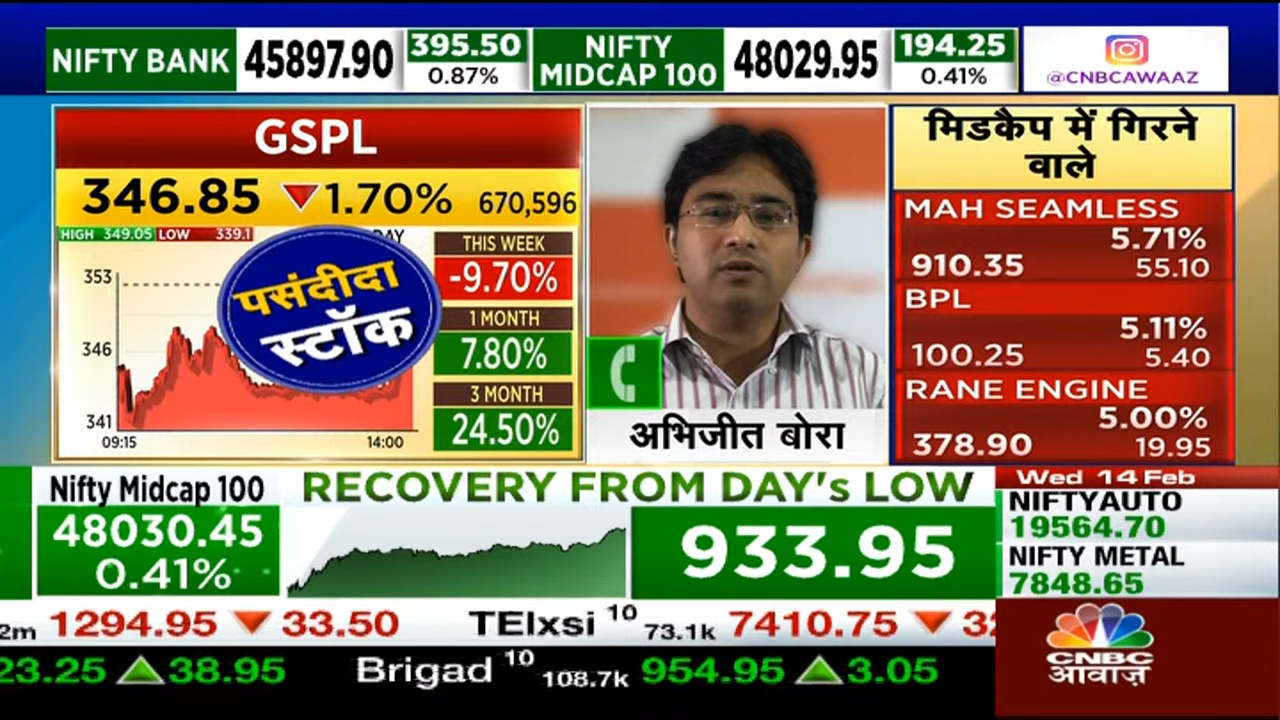 NIFTY BANK 45897.90 395.50 0.87%
NIFTY MIDCAP 100 48029.95 194.25 0.41%
@CNBCAWAAZ
GSPL
346.85 ▼1.70% 670,596
HIGH 349.05 LOW 339.1
353
346
341
09:15 14:00
पसंदीदा
स्टॉक
THIS WEEK
-9.70%
1 MONTH
7.80%
3 MONTH
24.50%
अभिजीत बोरा
मिडकैप में गिरने
वाले
MAH SEAMLESS
5.71%
910.35 55.10
BPL
5.11%
100.25 5.40
RANE ENGINE
5.00%
378.90 19.95
Nifty Midcap 100
48030.45
0.41%
RECOVERY FROM DAY's LOW
933.95
Wed 14 Feb
NIFTYAUTO
19564.70
NIFTY METAL
7848.65
2m 1294.95 ▼ 33.50 TElxsi 10 73.1k 7410.75 ▼
23.25 ▲ 38.95 Brigad 10 108.7k 954.95 ▲ 3.05
CNBC
आवाज़